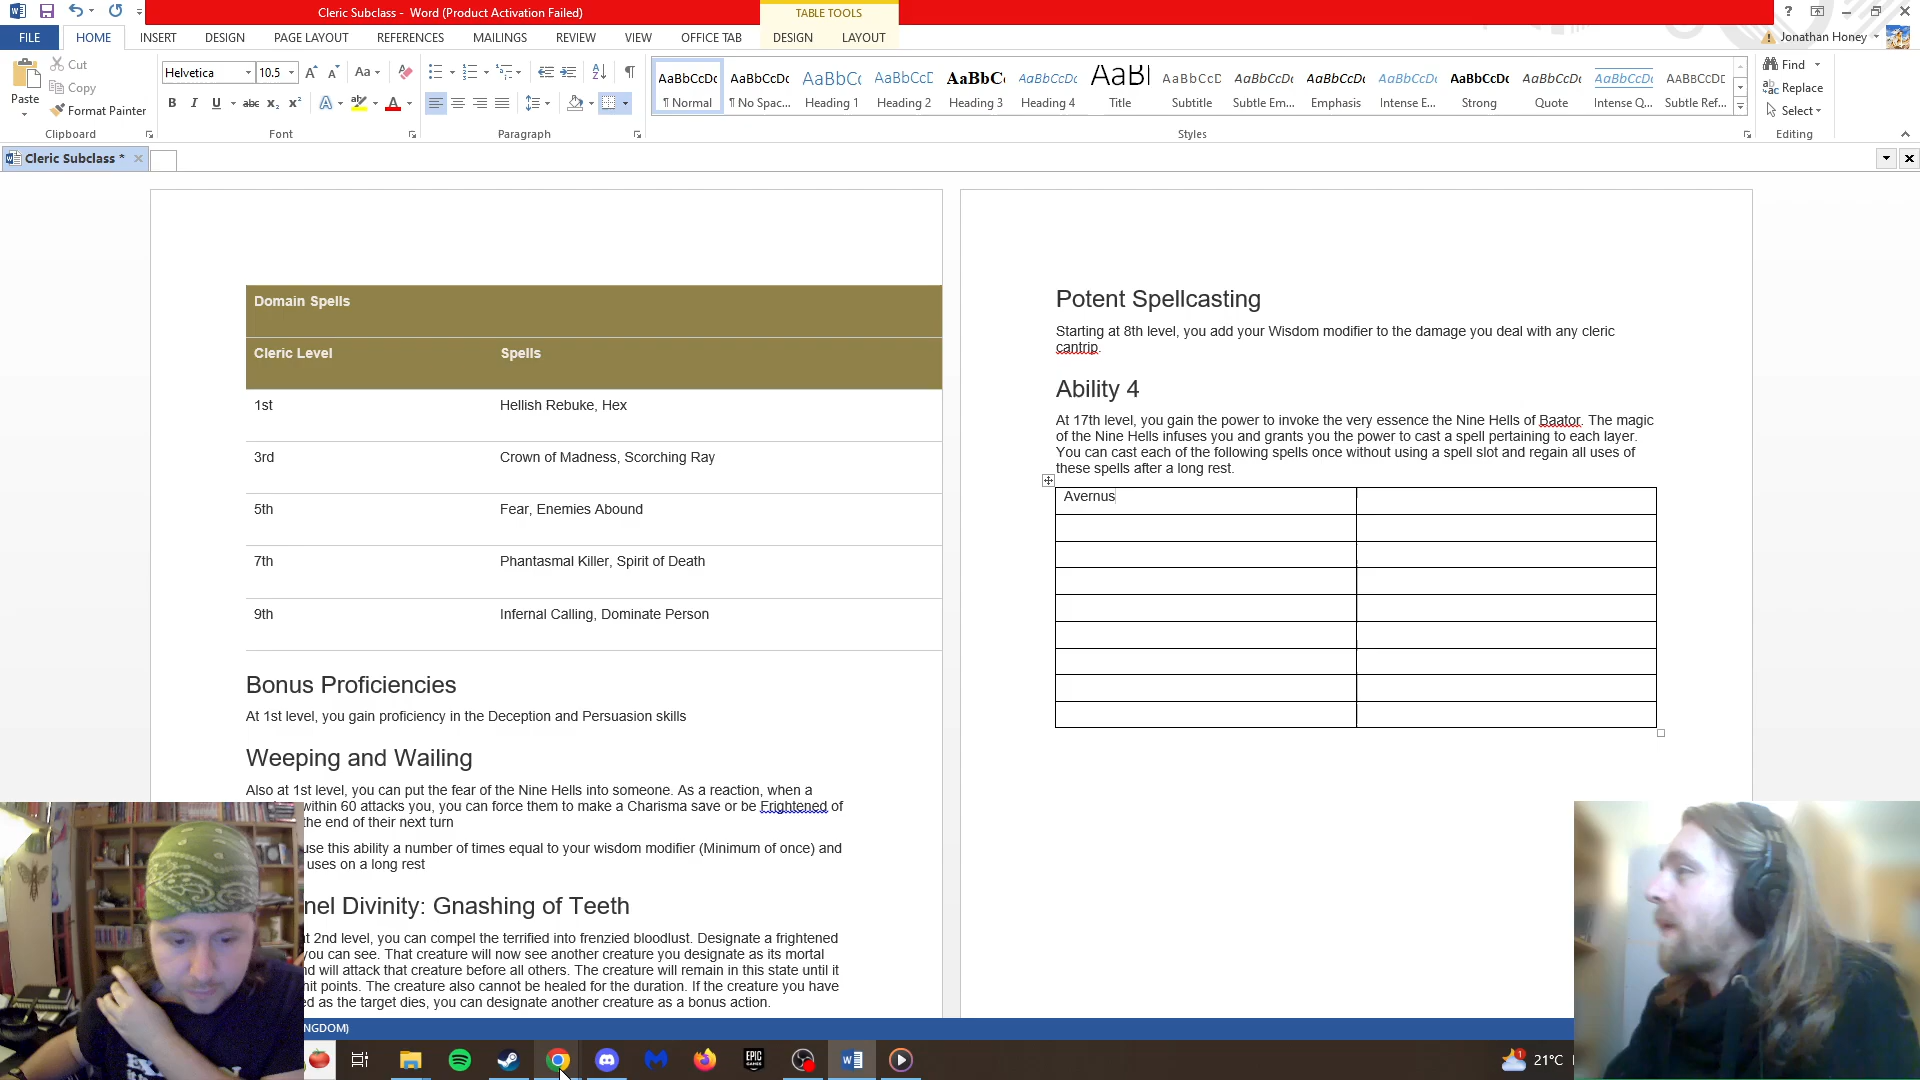 Cleric Subclass - Word (Product Activation Failed)
TABLE TOOLS
FILE HOME INSERT DESIGN PAGE LAYOUT REFERENCES MAILINGS REVIEW VIEW OFFICE TAB DESIGN LAYOUT
Jonathan Honey
Paste
Cut
Copy
Format Painter
Clipboard
Helvetica 10.5
Font
Paragraph
AaBbCcDc AaBbCcDc AaBbCc AaBbCcD AaBbC AaBbCcDc AaBl AaBbCcD AaBbCcDc AaBbCcDc AaBbCcDc AaBbCcDc AaBbCcDc AaBbCcDc AABBCCDE
¶ Normal ¶ No Spac... Heading 1 Heading 2 Heading 3 Heading 4 Title Subtitle Subtle Em... Emphasis Intense E... Strong Quote Intense Q... Subtle Ref...
Styles
Find
Replace
Select
Editing
Cleric Subclass *
Domain Spells
Cleric Level Spells
1st Hellish Rebuke, Hex
3rd Crown of Madness, Scorching Ray
5th Fear, Enemies Abound
7th Phantasmal Killer, Spirit of Death
9th Infernal Calling, Dominate Person
Bonus Proficiencies
At 1st level, you gain proficiency in the Deception and Persuasion skills
Weeping and Wailing
Also at 1st level, you can put the fear of the Nine Hells into someone. As a reaction, when a
within 60 attacks you, you can force them to make a Charisma save or be Frightened of
the end of their next turn
use this ability a number of times equal to your wisdom modifier (Minimum of once) and
uses on a long rest
nel Divinity: Gnashing of Teeth
t 2nd level, you can compel the terrified into frenzied bloodlust. Designate a frightened
you can see. That creature will now see another creature you designate as its mortal
nd will attack that creature before all others. The creature will remain in this state until it
hit points. The creature also cannot be healed for the duration. If the creature you have
ed as the target dies, you can designate another creature as a bonus action.
Potent Spellcasting
Starting at 8th level, you add your Wisdom modifier to the damage you deal with any cleric
cantrip.
Ability 4
At 17th level, you gain the power to invoke the very essence the Nine Hells of Baator. The magic
of the Nine Hells infuses you and grants you the power to cast a spell pertaining to each layer.
You can cast each of the following spells once without using a spell slot and regain all uses of
these spells after a long rest.
Avernus
NGDOM)
EPIC GAMES
21°C